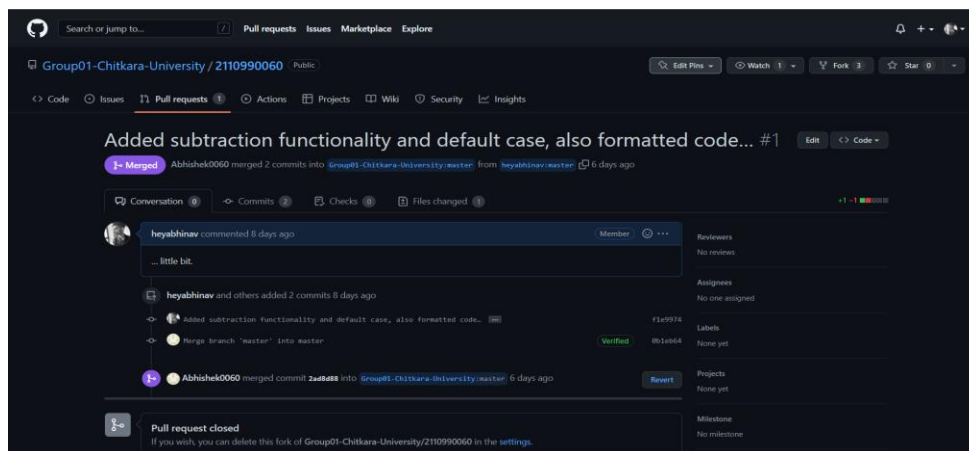 Search or jump to... / Pull requests Issues Marketplace Explore
Group01-Chitkara-University / 2110990060 Public Edit Pins Watch 1 Fork 3 Star 0
Code Issues Pull requests 1 Actions Projects Wiki Security Insights
Added subtraction functionality and default case, also formatted code... #1 Edit Code
Merged Abhishek0060 merged 2 commits into Group01-Chitkara-University:master from heyabhinav:master 6 days ago
Conversation 0 Commits 2 Checks 0 Files changed 1 +1 −1
heyabhinav commented 8 days ago Member ...
... little bit.
heyabhinav and others added 2 commits 8 days ago
Added subtraction functionality and default case, also formatted code… ... f1e9974
Merge branch 'master' into master Verified 0b1eb64
Abhishek0060 merged commit 2ad8d88 into Group01-Chitkara-University:master 6 days ago Revert
Pull request closed
If you wish, you can delete this fork of Group01-Chitkara-University/2110990060 in the settings.
Reviewers
No reviews
Assignees
No one assigned
Labels
None yet
Projects
None yet
Milestone
No milestone